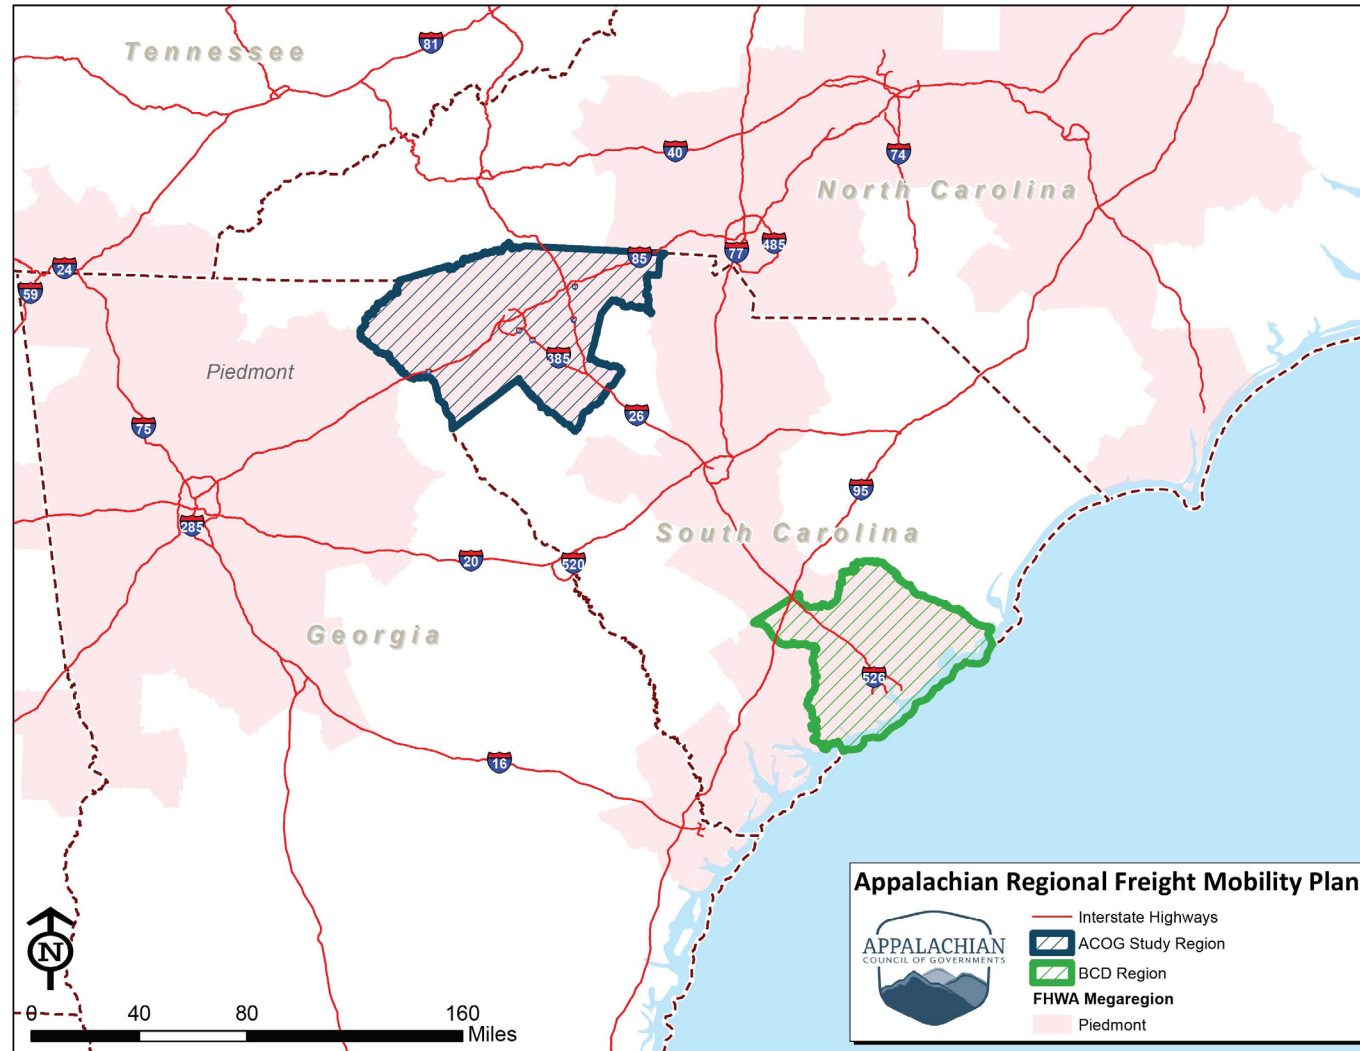 Tennessee
81
40
74
North Carolina
485
77
85
24
59
385
Piedmont
26
75
95
285
South Carolina
20
520
Georgia
526
16
Appalachian Regional Freight Mobility Plan
APPALACHIAN
COUNCIL OF GOVERNMENTS
Interstate Highways
ACOG Study Region
BCD Region
FHWA Megaregion
Piedmont
N
0 40 80 160
Miles